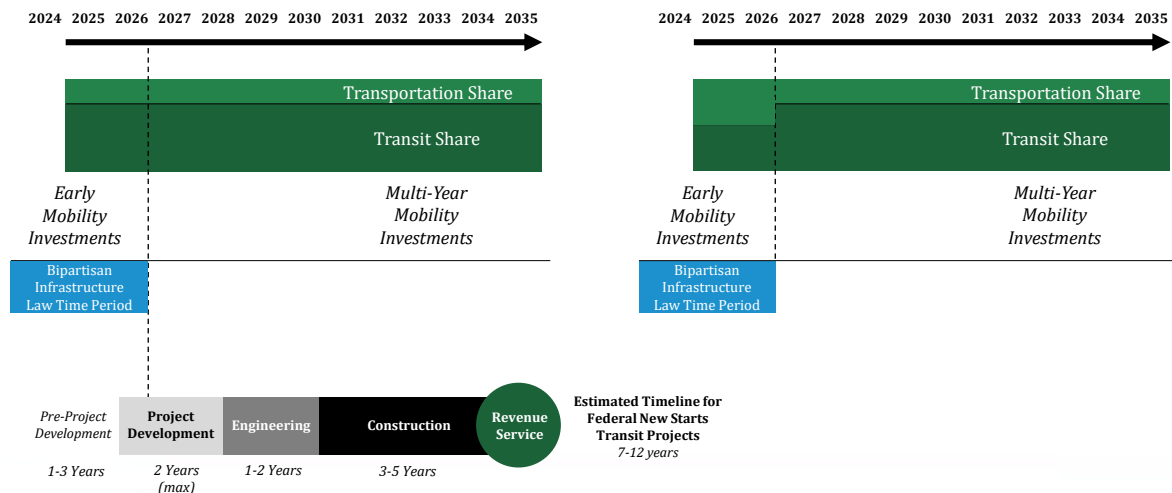 2024 2025 2026 2027 2028 2029 2030 2031 2032 2033 2034 2035
Transportation Share
Transit Share
Early
Mobility
Investments
Multi-Year
Mobility
Investments
Bipartisan
Infrastructure
Law Time Period
2024 2025 2026 2027 2028 2029 2030 2031 2032 2033 2034 2035
Transportation Share
Transit Share
Early
Mobility
Investments
Multi-Year
Mobility
Investments
Bipartisan
Infrastructure
Law Time Period
Pre-Project
Development
1-3 Years
Project
Development
2 Years
(max)
Engineering
1-2 Years
Construction
3-5 Years
Revenue
Service
Estimated Timeline for
Federal New Starts
Transit Projects
7-12 years